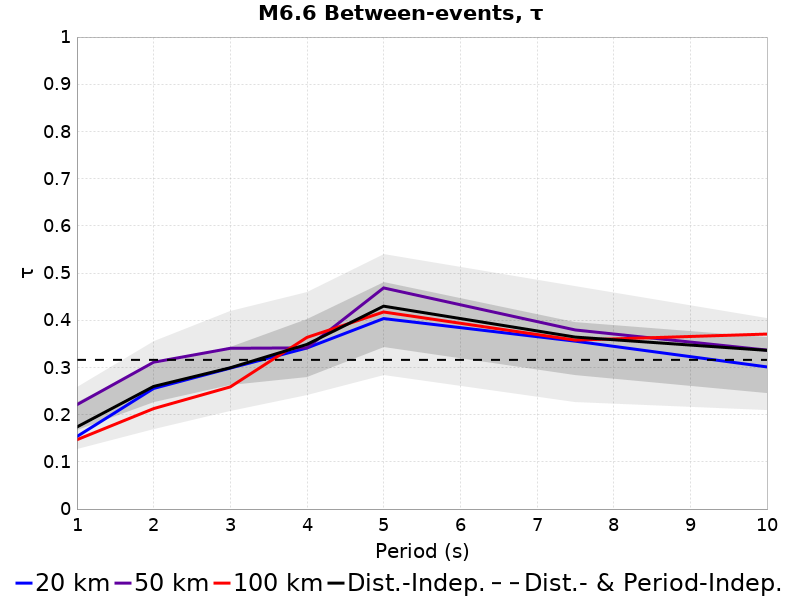 M6.6 Between-events, τ
1
0.9
0.8
0.7
0.6
0.5
0.4
0.3
0.2
0.1
0
τ
1 2 3 4 5 6 7 8 9 10
Period (s)
20 km 50 km 100 km Dist.-Indep. Dist.- & Period-Indep.